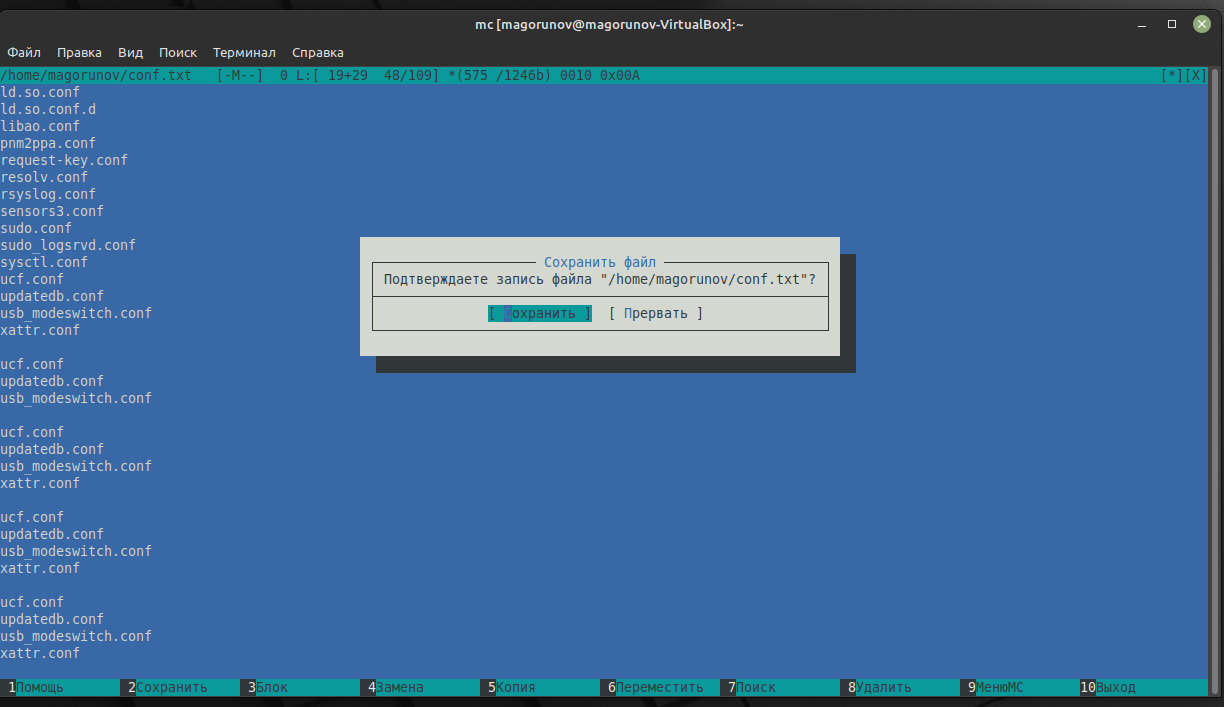 mc [magorunov@magorunov-VirtualBox]:~
Файл Правка Вид Поиск Терминал Справка
/home/magorunov/conf.txt [-M--] 0 L:[ 19+29 48/109] *(575 /1246b) 0010 0x00A [*][X]
ld.so.conf
ld.so.conf.d
libao.conf
pnm2ppa.conf
request-key.conf
resolv.conf
rsyslog.conf
sensors3.conf
sudo.conf
sudo_logsrvd.conf
sysctl.conf
ucf.conf
updatedb.conf
usb_modeswitch.conf
xattr.conf
ucf.conf
updatedb.conf
usb_modeswitch.conf
ucf.conf
updatedb.conf
usb_modeswitch.conf
xattr.conf
ucf.conf
updatedb.conf
usb_modeswitch.conf
xattr.conf
ucf.conf
updatedb.conf
usb_modeswitch.conf
xattr.conf
Сохранить файл
Подтверждаете запись файла "/home/magorunov/conf.txt"?
[ Сохранить ] [ Прервать ]
1Помощь 2Сохранить 3Блок 4Замена 5Копия 6Переместить 7Поиск 8Удалить 9МенюMC 10Выход